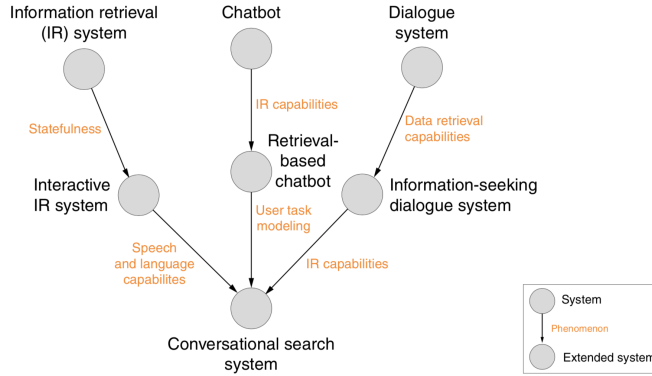 Information retrieval
(IR) system
Chatbot
Dialogue
system
Statefulness
IR capabilities
Data retrieval
capabilities
Interactive
IR system
Retrieval-
based
chatbot
Information-seeking
dialogue system
Speech
and language
capabilites
User task
modeling
IR capabilities
Conversational search
system
System
Phenomenon
Extended system